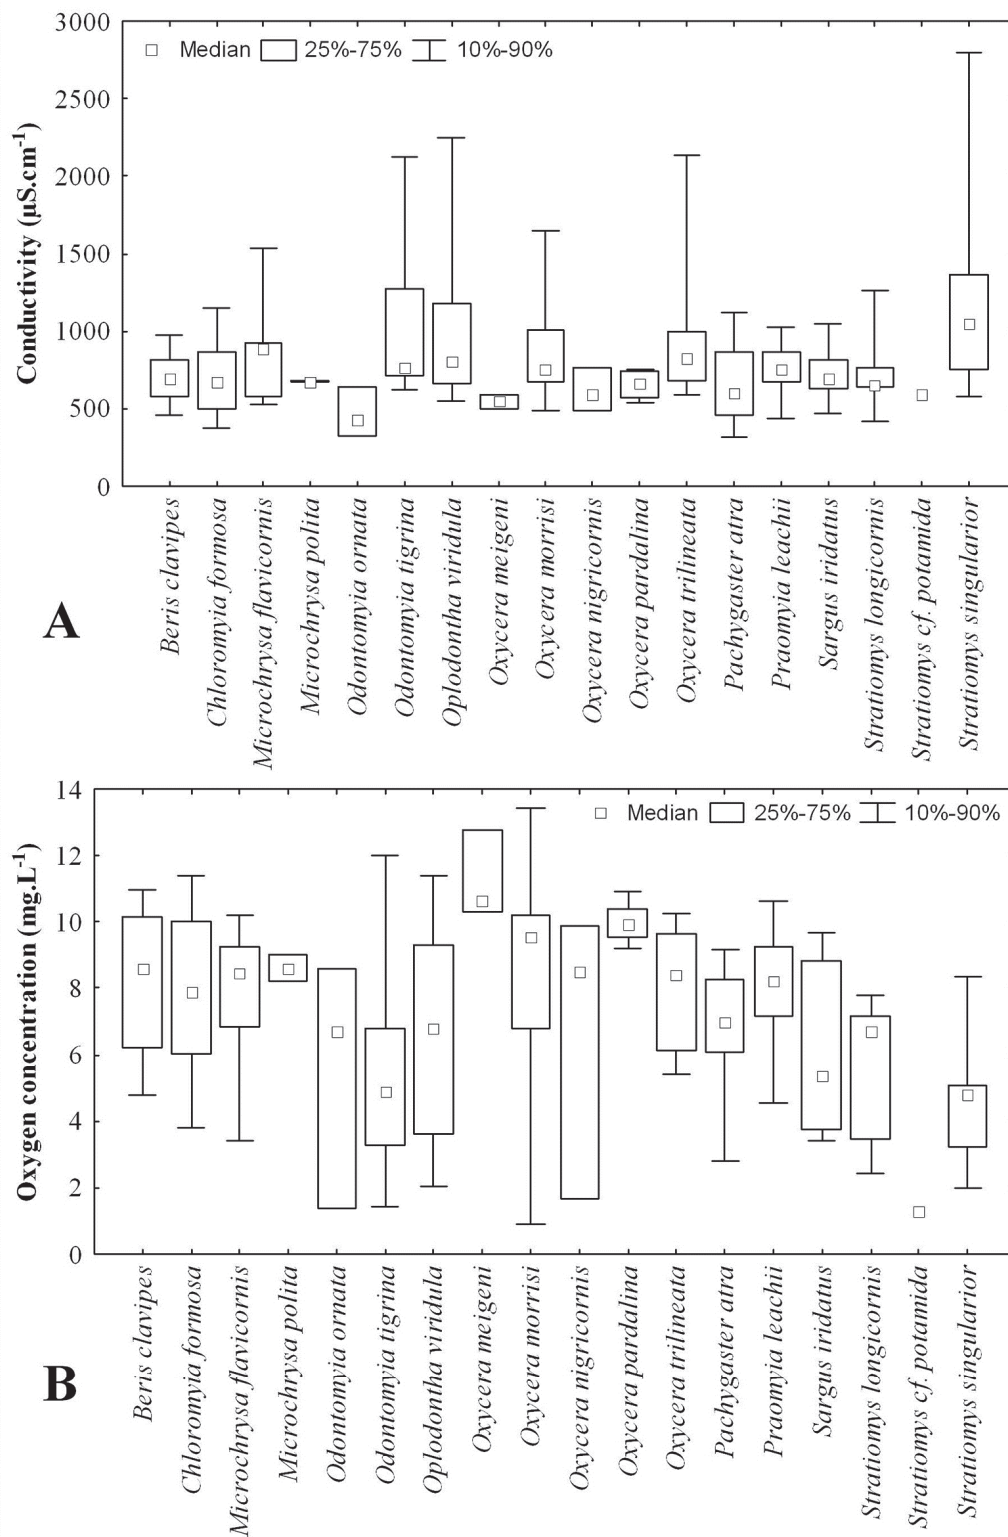 3000
Median 25%-75% 10%-90%
2500
2000
1500
1000
500
0
Conductivity (µS.cm-1)
Beris clavipes
Chloromyia formosa
Microchrysa flavicornis
Microchrysa polita
Odontomyia ornata
Odontomyia tigrina
Oplodontha viridula
Oxycera meigeni
Oxycera morrisi
Oxycera nigricornis
Oxycera pardalina
Oxycera trilineata
Pachygaster atra
Praomyia leachii
Sargus iridatus
Stratiomys longicornis
Stratiomys cf. potamida
Stratiomys singularior
A
14
Median 25%-75% 10%-90%
12
10
8
6
4
2
0
Oxygen concentration (mg.L-1)
Beris clavipes
Chloromyia formosa
Microchrysa flavicornis
Microchrysa polita
Odontomyia ornata
Odontomyia tigrina
Oplodontha viridula
Oxycera meigeni
Oxycera morrisi
Oxycera nigricornis
Oxycera pardalina
Oxycera trilineata
Pachygaster atra
Praomyia leachii
Sargus iridatus
Stratiomys longicornis
Stratiomys cf. potamida
Stratiomys singularior
B